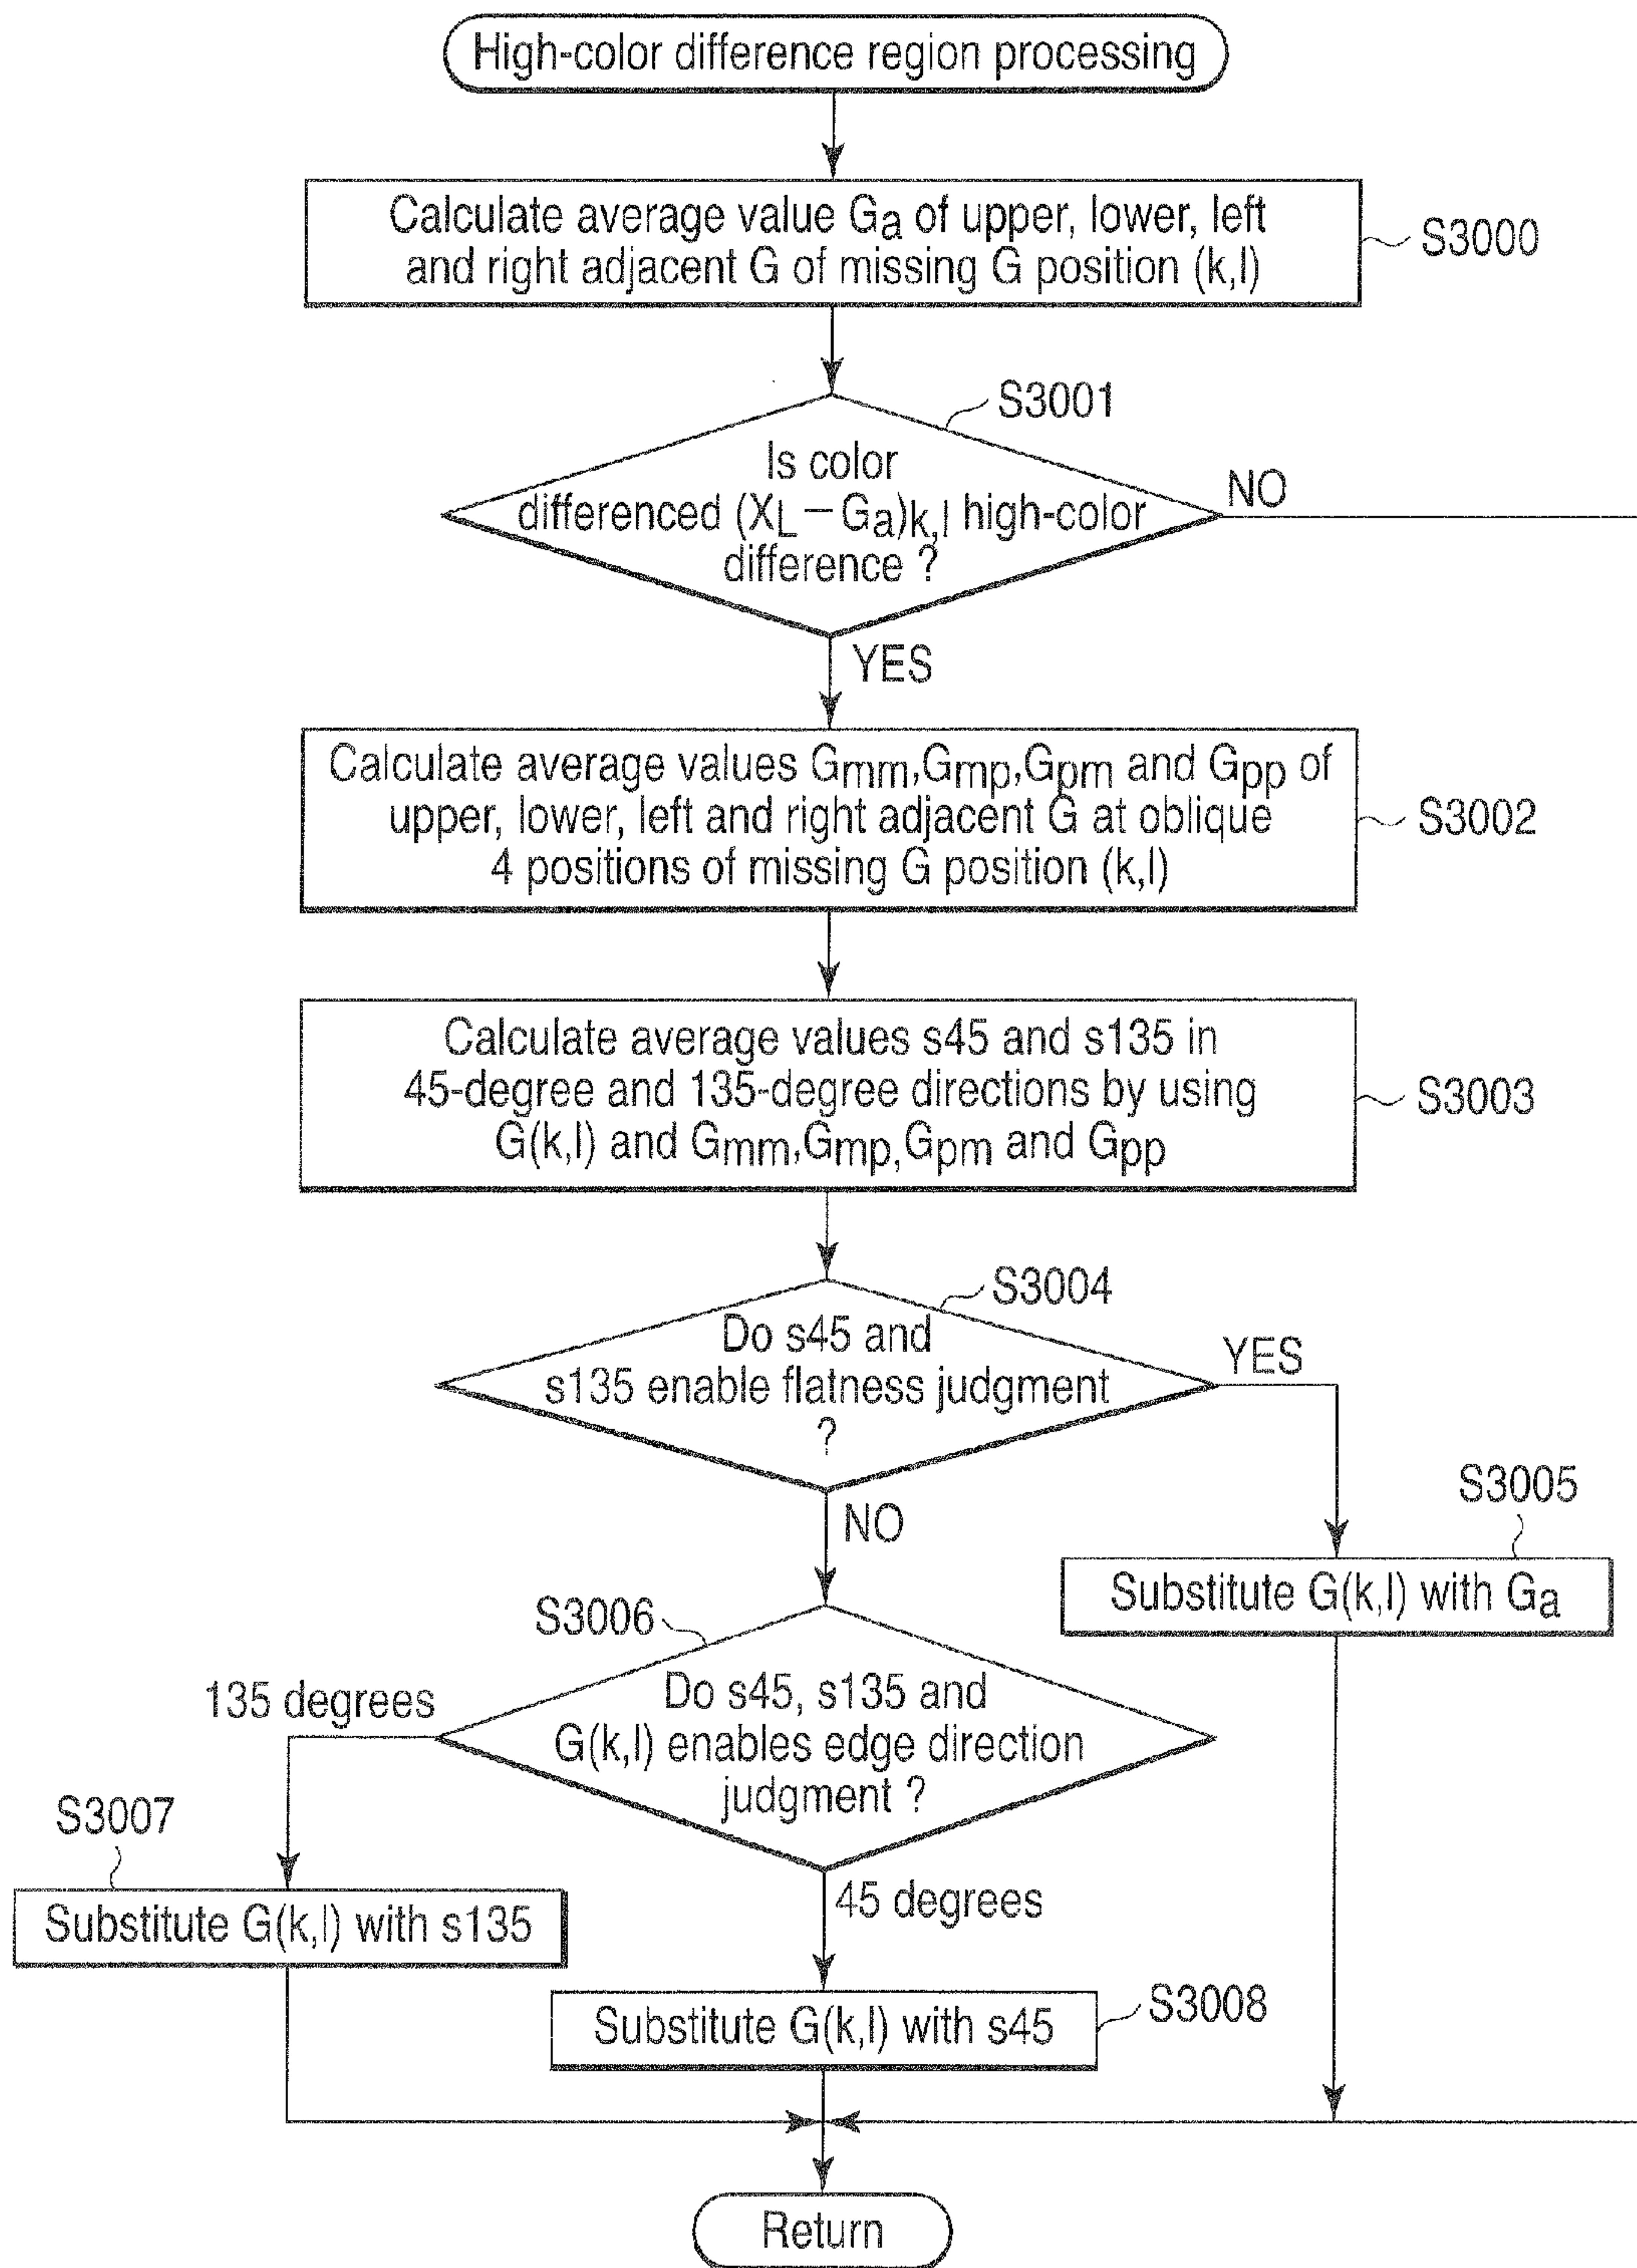 High-color difference region processing
Calculate average value Ga of upper, lower, left
and right adjacent G of missing G position (k,l)
S3000
S3001
Is color
differenced (XL－Ga)k,l high-color
difference ?
NO
YES
Calculate average values Gmm,Gmp,Gpm and Gpp of
upper, lower, left and right adjacent G at oblique
4 positions of missing G position (k,l)
S3002
Calculate average values s45 and s135 in
45-degree and 135-degree directions by using
G(k,l) and Gmm,Gmp,Gpm and Gpp
S3003
S3004
Do s45 and
s135 enable flatness judgment
?
YES
NO
S3005
Substitute G(k,l) with Ga
S3006
Do s45, s135 and
G(k,l) enables edge direction
judgment ?
135 degrees
S3007
Substitute G(k,l) with s135
45 degrees
Substitute G(k,l) with s45
S3008
Return